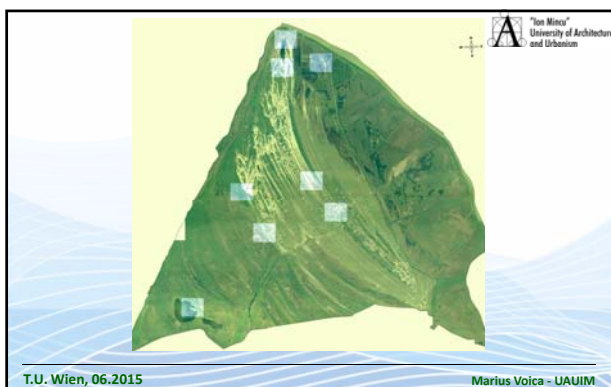 "Ion Mincu"
University of Architecture
and Urbanism
T.U. Wien, 06.2015
Marius Voica - UAUIM